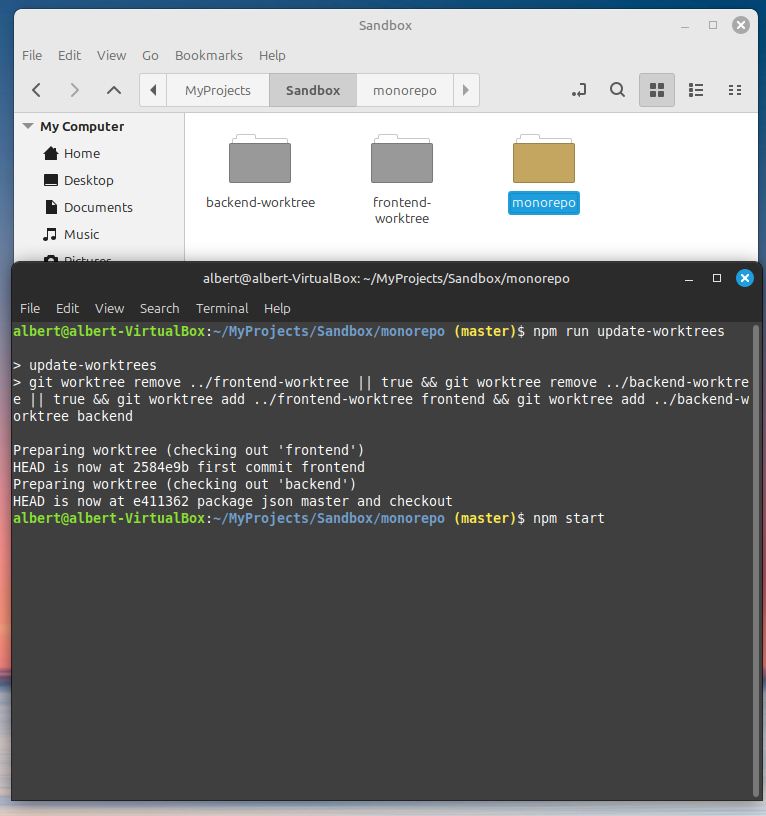 Sandbox
File Edit View Go Bookmarks Help
MyProjects Sandbox monorepo
My Computer
Home
Desktop
Documents
Music
Pictures
backend-worktree
frontend-
worktree
monorepo
albert@albert-VirtualBox: ~/MyProjects/Sandbox/monorepo
File Edit View Search Terminal Help
albert@albert-VirtualBox:~/MyProjects/Sandbox/monorepo (master)$ npm run update-worktrees
> update-worktrees
> git worktree remove ../frontend-worktree || true && git worktree remove ../backend-worktre
e || true && git worktree add ../frontend-worktree frontend && git worktree add ../backend-w
orktree backend
Preparing worktree (checking out 'frontend')
HEAD is now at 2584e9b first commit frontend
Preparing worktree (checking out 'backend')
HEAD is now at e411362 package json master and checkout
albert@albert-VirtualBox:~/MyProjects/Sandbox/monorepo (master)$ npm start